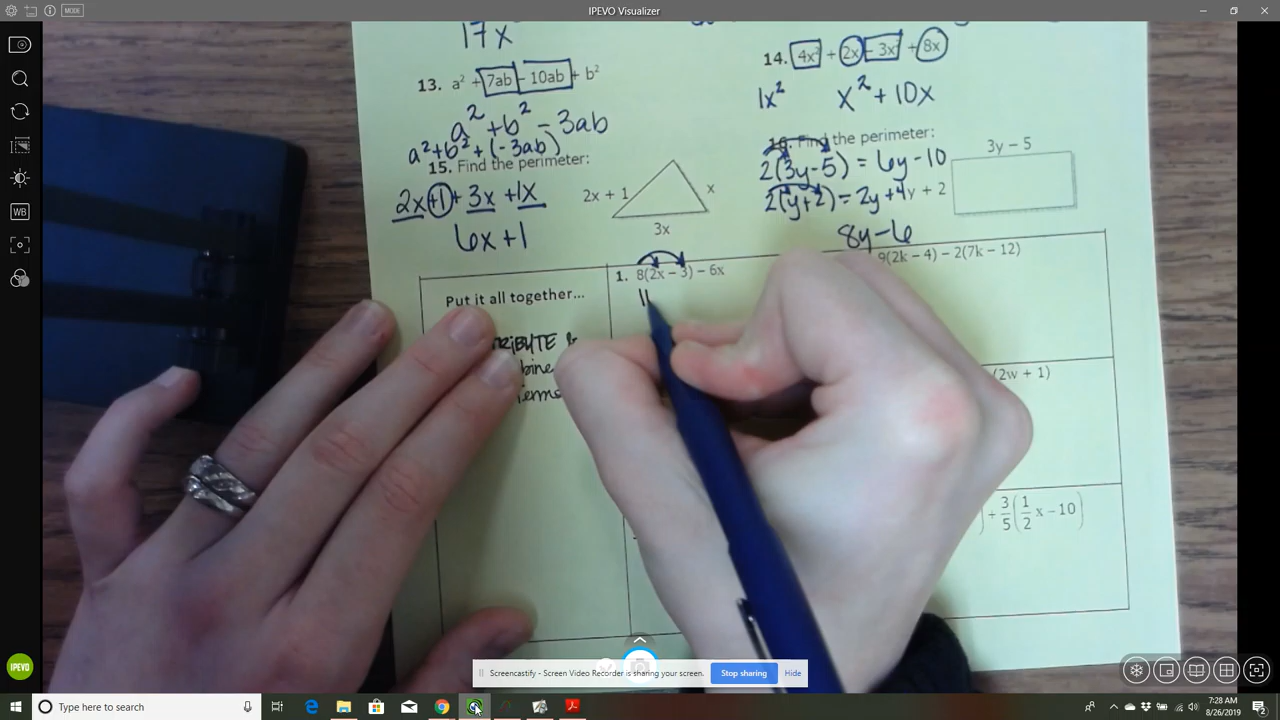 MODE
IPEVO Visualizer
17x
13. a² + 7ab - 10ab + b²
a² + b² - 3ab
a² + b² + (-3ab)
14. 4x² + 2x - 3x² + 8x
1x² x² + 10x
15. Find the perimeter:
2x + 1
x
3x
2x + 1 + 3x + 1x
6x + 1
16. Find the perimeter:
3y – 5
2(3y-5) = 6y - 10
2(y+2) = 2y + 4
y + 2
8y - 6
Put it all together...
1. 8(2x – 3) – 6x
9(2k – 4) – 2(7k – 12)
(2w + 1)
+ 3/5 (1/2 x – 10)
IPEVO
Screencastify - Screen Video Recorder is sharing your screen.
Stop sharing
Hide
Type here to search
7:28 AM
8/26/2019
WB